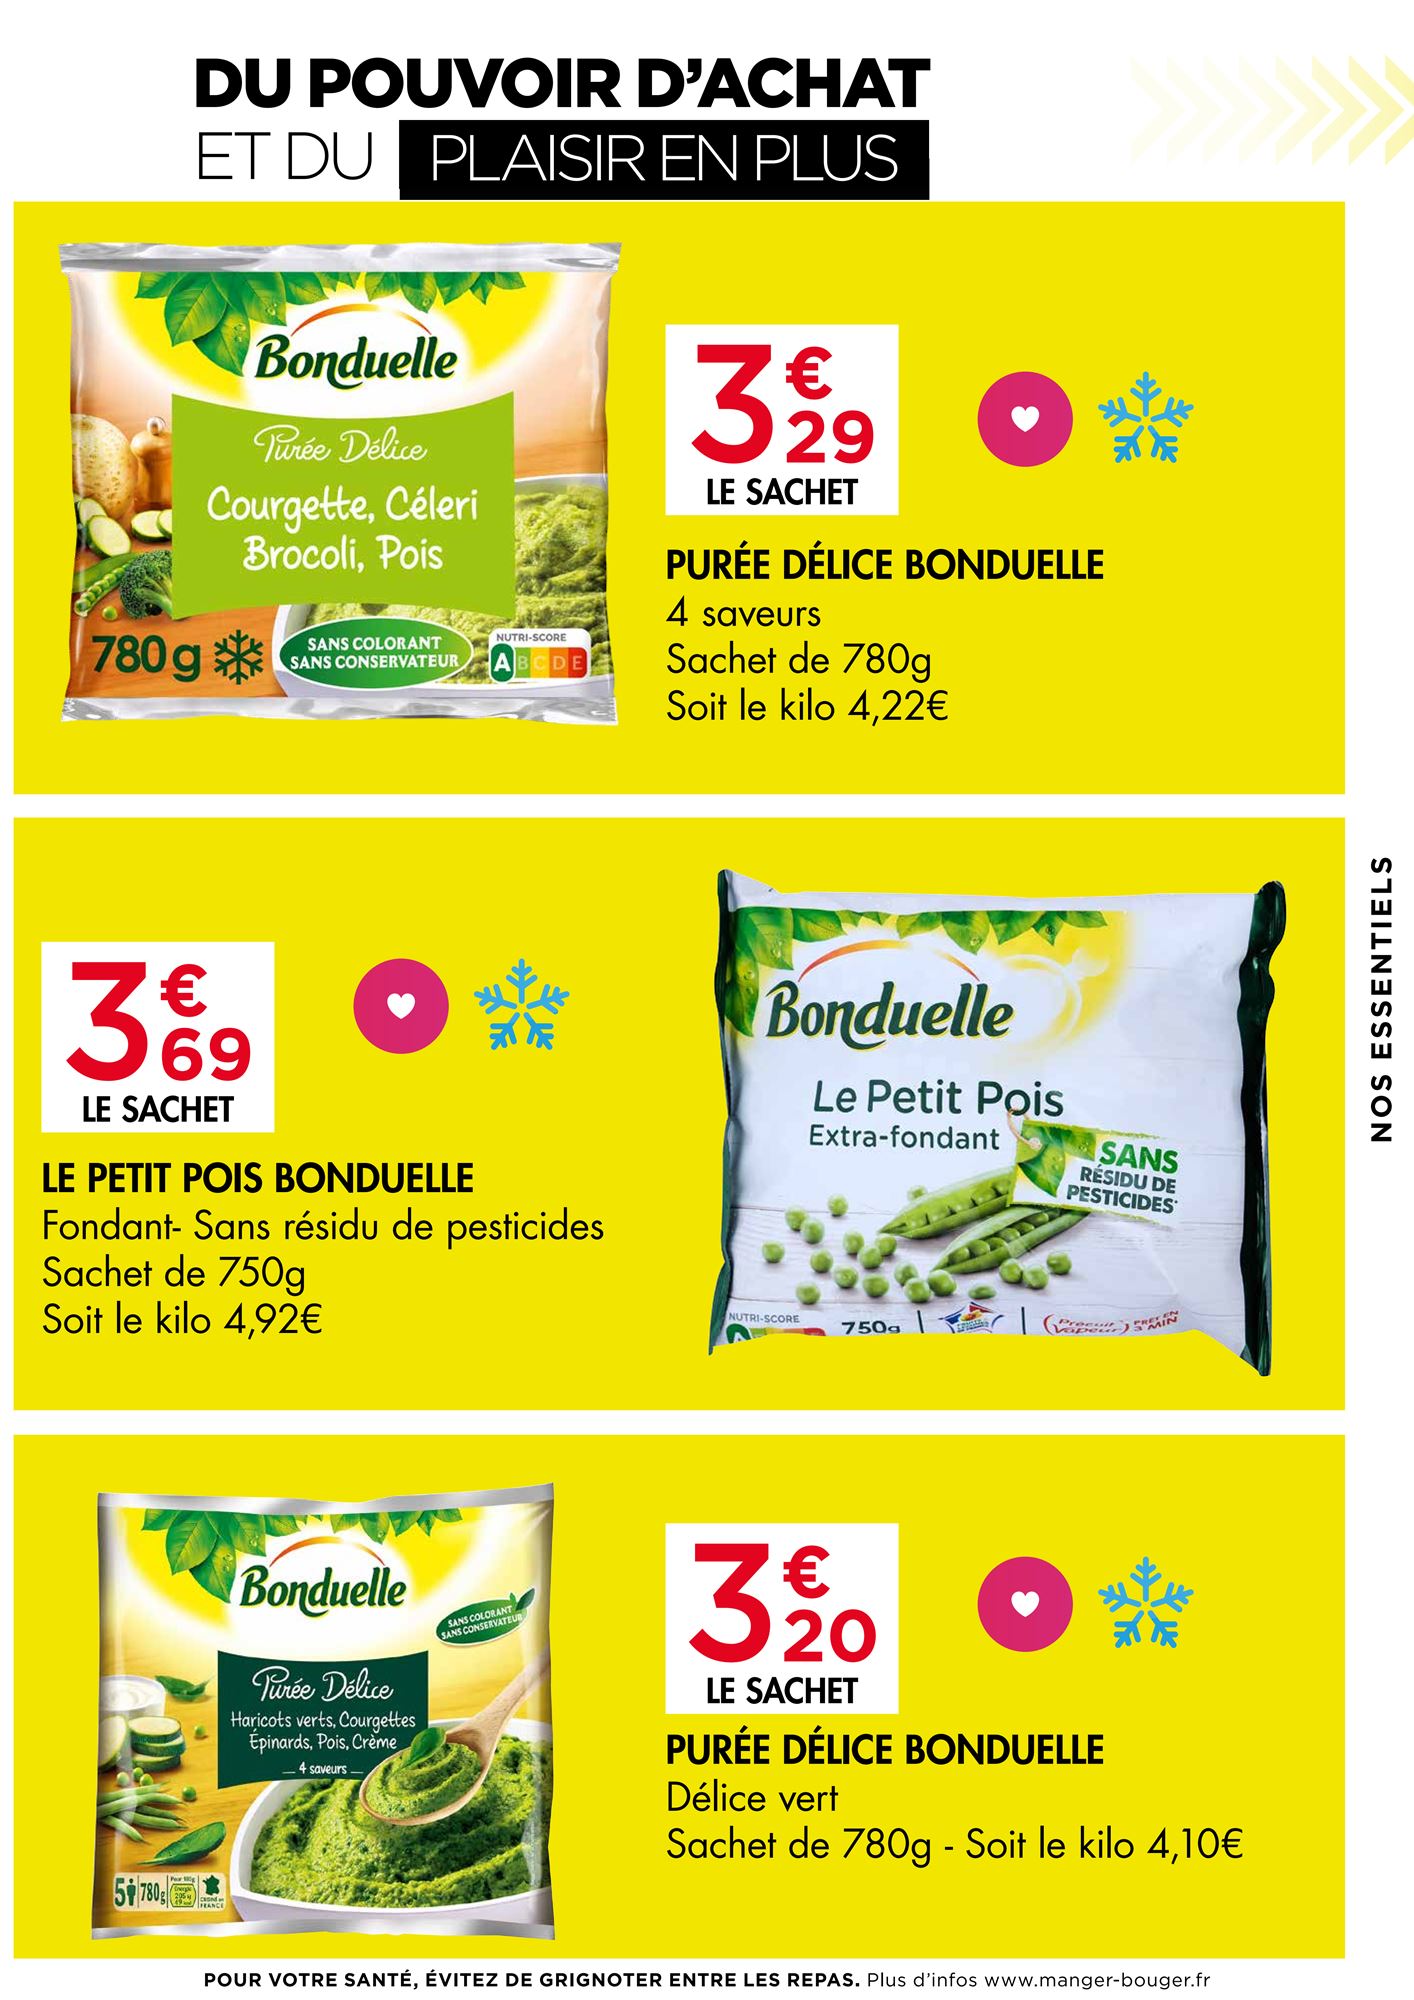 DU POUVOIR D'ACHAT
ET DU PLAISIR EN PLUS
Bonduelle
Purée Délice
Courgette, Céleri
Brocoli, Pois
780g
SANS COLORANT
SANS CONSERVATEUR
NUTRI-SCORE
A B C D E
3€29
LE SACHET
PURÉE DÉLICE BONDUELLE
4 saveurs
Sachet de 780g
Soit le kilo 4,22€
3€69
LE SACHET
LE PETIT POIS BONDUELLE
Fondant- Sans résidu de pesticides
Sachet de 750g
Soit le kilo 4,92€
Bonduelle
Le Petit Pois
Extra-fondant
SANS
RÉSIDU DE
PESTICIDES*
NUTRI-SCORE
A
750g
Précuit Vapeur
PRÊT EN
3 MIN
NOS ESSENTIELS
Bonduelle
SANS COLORANT
SANS CONSERVATEUR
Purée Délice
Haricots verts, Courgettes
Épinards, Pois, Crème
4 saveurs
5
780g
FRANCE
3€20
LE SACHET
PURÉE DÉLICE BONDUELLE
Délice vert
Sachet de 780g - Soit le kilo 4,10€
POUR VOTRE SANTÉ, ÉVITEZ DE GRIGNOTER ENTRE LES REPAS. Plus d'infos www.manger-bouger.fr